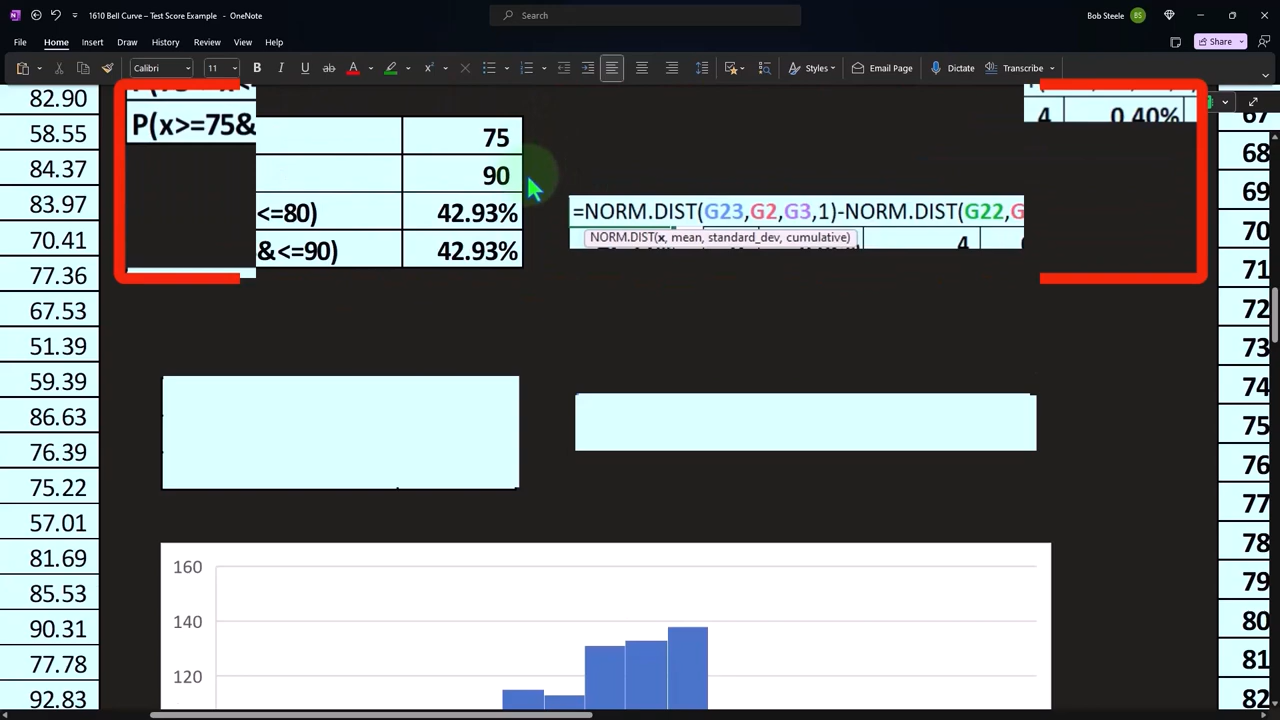 1610 Bell Curve – Test Score Example - OneNote
Search
Bob Steele
BS
File
Home
Insert
Draw
History
Review
View
Help
Share
Calibri
11
Styles
Email Page
Dictate
Transcribe
82.90
58.55
84.37
83.97
70.41
77.36
67.53
51.39
59.39
86.63
76.39
75.22
57.01
81.69
85.53
90.31
77.78
92.83
P(x>=75&
75
90
<=80)
42.93%
&<=90)
42.93%
=NORM.DIST(G23,G2,G3,1)-NORM.DIST(G22,G
NORM.DIST(x, mean, standard_dev, cumulative)
4
4
0.40%
160
140
120
67
68
69
70
71
72
73
74
75
76
77
78
79
80
81
82